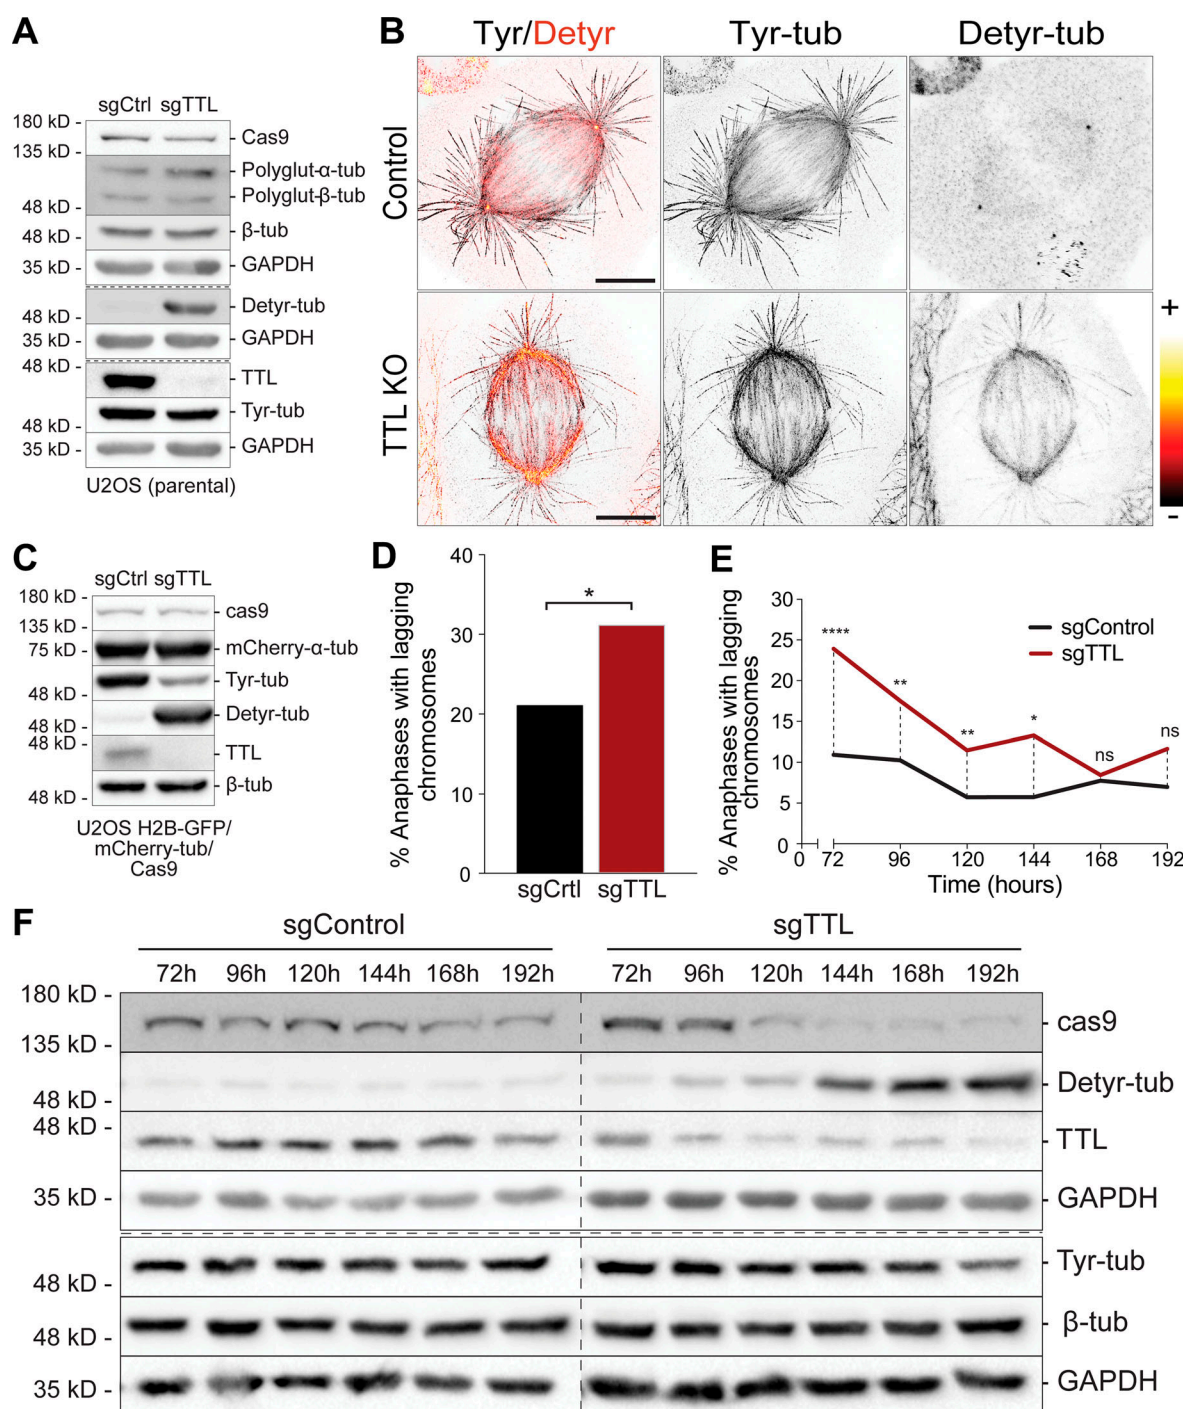 A
sgCtrl sgTTL
180 kD -
135 kD -
48 kD -
48 kD -
35 kD -
48 kD -
35 kD -
48 kD -
48 kD -
35 kD -
Cas9
Polyglut-α-tub
Polyglut-β-tub
β-tub
GAPDH
Detyr-tub
GAPDH
TTL
Tyr-tub
GAPDH
U2OS (parental)
B
Tyr/Detyr Tyr-tub Detyr-tub
Control
TTL KO
+
-
C
sgCtrl sgTTL
180 kD -
135 kD -
75 kD -
48 kD -
48 kD -
48 kD -
48 kD -
cas9
mCherry-α-tub
Tyr-tub
Detyr-tub
TTL
β-tub
U2OS H2B-GFP/
mCherry-tub/
Cas9
D
% Anaphases with lagging
chromosomes
40
30
20
10
0
*
sgCrtl sgTTL
E
% Anaphases with lagging
chromosomes
30
25
20
15
10
5
0
**** ** ** * ns ns
sgControl
sgTTL
0 72 96 120 144 168 192
Time (hours)
F
sgControl sgTTL
72h 96h 120h 144h 168h 192h 72h 96h 120h 144h 168h 192h
180 kD -
135 kD -
48 kD -
48 kD -
35 kD -
48 kD -
48 kD -
35 kD -
cas9
Detyr-tub
TTL
GAPDH
Tyr-tub
β-tub
GAPDH